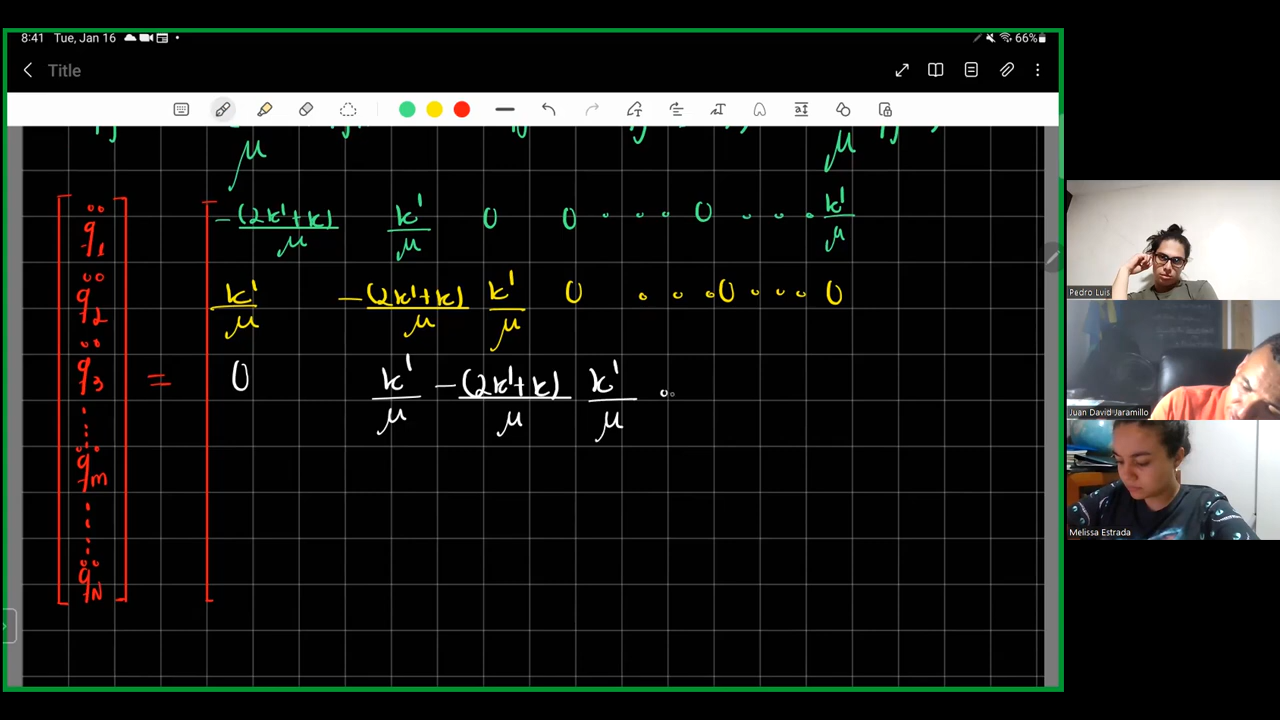 8:41 Tue, Jan 16 66%
Title
μ μ
q̈1 -(2k'+k)/μ k'/μ 0 0 ... 0 ... k'/μ
q̈2 k'/μ -(2k'+k)/μ k'/μ 0 ... 0 ... 0
q̈3 = 0 k'/μ -(2k'+k)/μ k'/μ ..
⋮
q̈m
⋮
q̈N
Pedro Luis
Juan David Jaramillo
Melissa Estrada